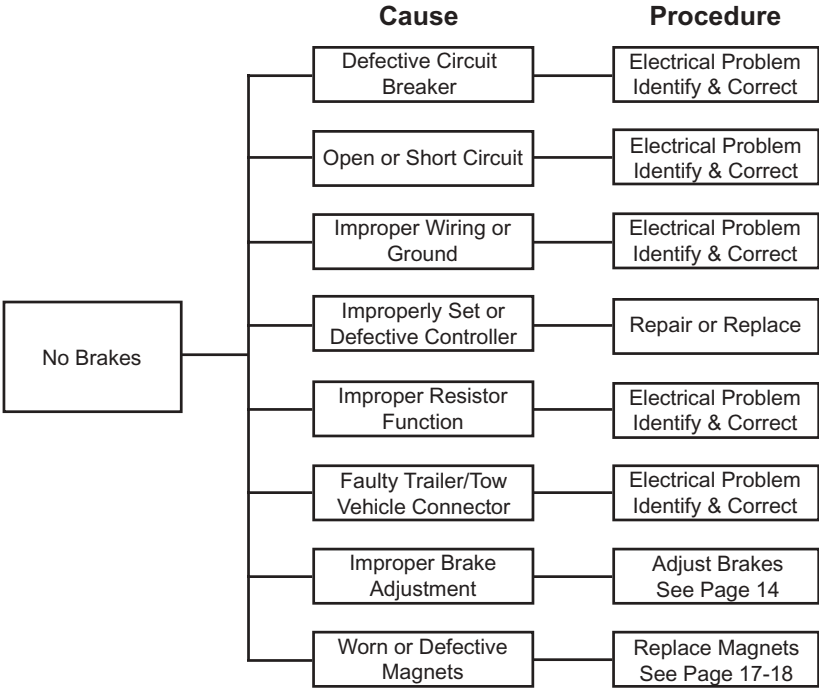 Cause
Procedure
Defective Circuit
Breaker
Electrical Problem
Identify & Correct
Open or Short Circuit
Electrical Problem
Identify & Correct
Improper Wiring or
Ground
Electrical Problem
Identify & Correct
No Brakes
Improperly Set or
Defective Controller
Repair or Replace
Improper Resistor
Function
Electrical Problem
Identify & Correct
Faulty Trailer/Tow
Vehicle Connector
Electrical Problem
Identify & Correct
Improper Brake
Adjustment
Adjust Brakes
See Page 14
Worn or Defective
Magnets
Replace Magnets
See Page 17-18